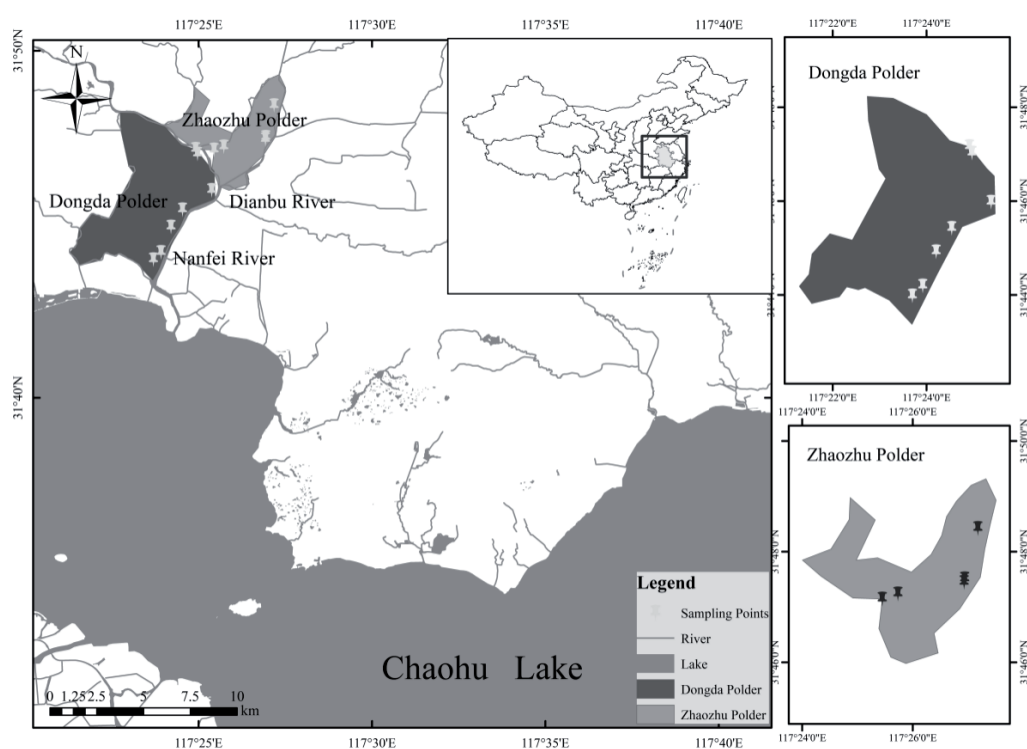 117°25'E 117°30'E 117°35'E 117°40'E
31°50'N
N
Zhaozhu Polder
Dongda Polder
Dianbu River
Nanfei River
31°40'N
Chaohu Lake
0 1.25 2.5 5 7.5 10
km
Legend
Sampling Points
River
Lake
Dongda Polder
Zhaozhu Polder
117°25'E 117°30'E 117°35'E 117°40'E
117°22'0"E 117°24'0"E
Dongda Polder
31°48'0"N
31°46'0"N
31°44'0"N
117°22'0"E 117°24'0"E
117°24'0"E 117°26'0"E
Zhaozhu Polder
31°50'0"N
31°48'0"N
31°46'0"N
117°24'0"E 117°26'0"E